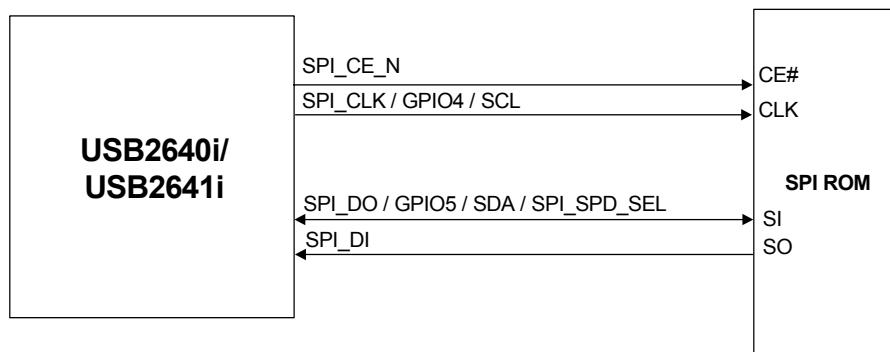 SPI_CE_N
CE#
SPI_CLK / GPIO4 / SCL
CLK
USB2640i/
USB2641i
SPI ROM
SPI_DO / GPIO5 / SDA / SPI_SPD_SEL
SI
SPI_DI
SO